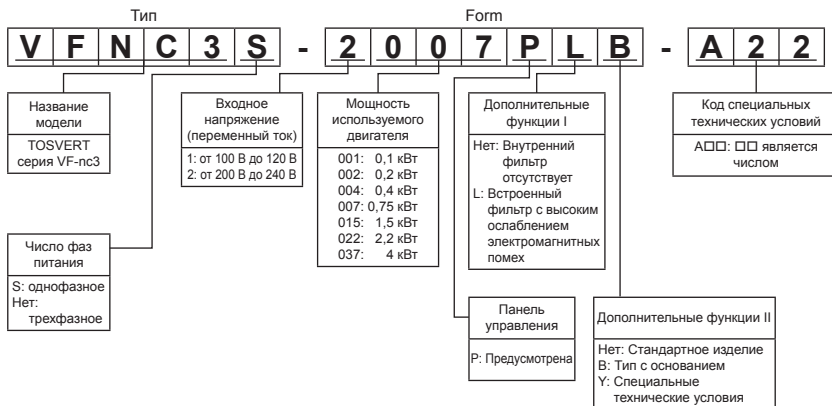 Тип
Form
V F N C 3 S - 2 0 0 7 P L B - A 2 2
Название
модели
TOSVERT
серия VF-nc3
Входное
напряжение
(переменный ток)
1: от 100 В до 120 В
2: от 200 В до 240 В
Мощность
используемого
двигателя
001: 0,1 кВт
002: 0,2 кВт
004: 0,4 кВт
007: 0,75 кВт
015: 1,5 кВт
022: 2,2 кВт
037: 4 кВт
Дополнительные
функции I
Нет: Внутренний
фильтр
отсутствует
L: Встроенный
фильтр с высоким
ослаблением
электромагнитных
помех
Код специальных
технических условий
A□□: □□ является
числом
Число фаз
питания
S: однофазное
Нет:
трехфазное
Панель
управления
P: Предусмотрена
Дополнительные функции II
Нет: Стандартное изделие
B: Тип с основанием
Y: Специальные
технические условия